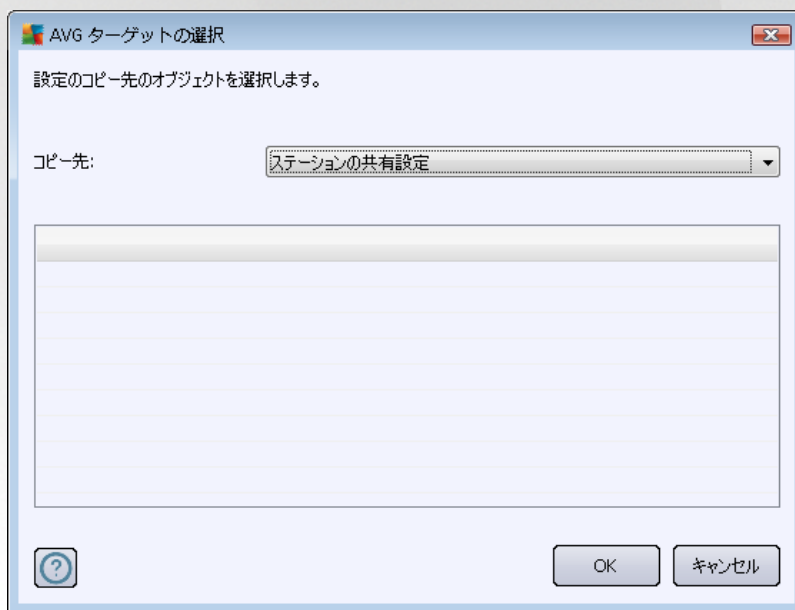 AVG ターゲットの選択
設定のコピー先のオブジェクトを選択します。
コピー先:
ステーションの共有設定
?
OK
キャンセル